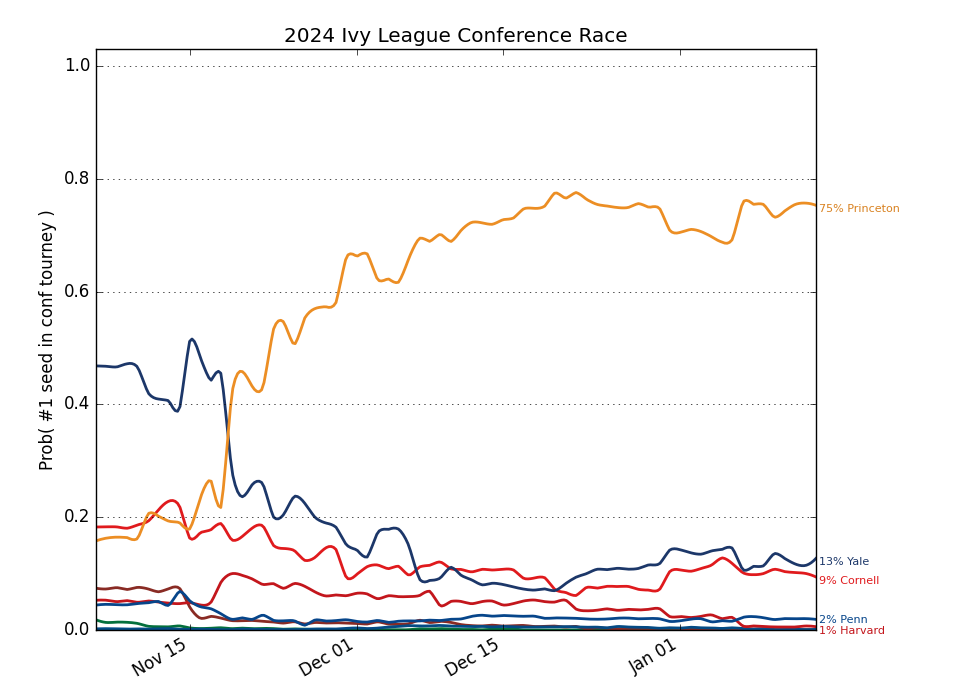 2024 Ivy League Conference Race
Prob( #1 seed in conf tourney )
1.0
0.8
0.6
0.4
0.2
0.0
75% Princeton
13% Yale
9% Cornell
2% Penn
1% Harvard
Nov 15
Dec 01
Dec 15
Jan 01